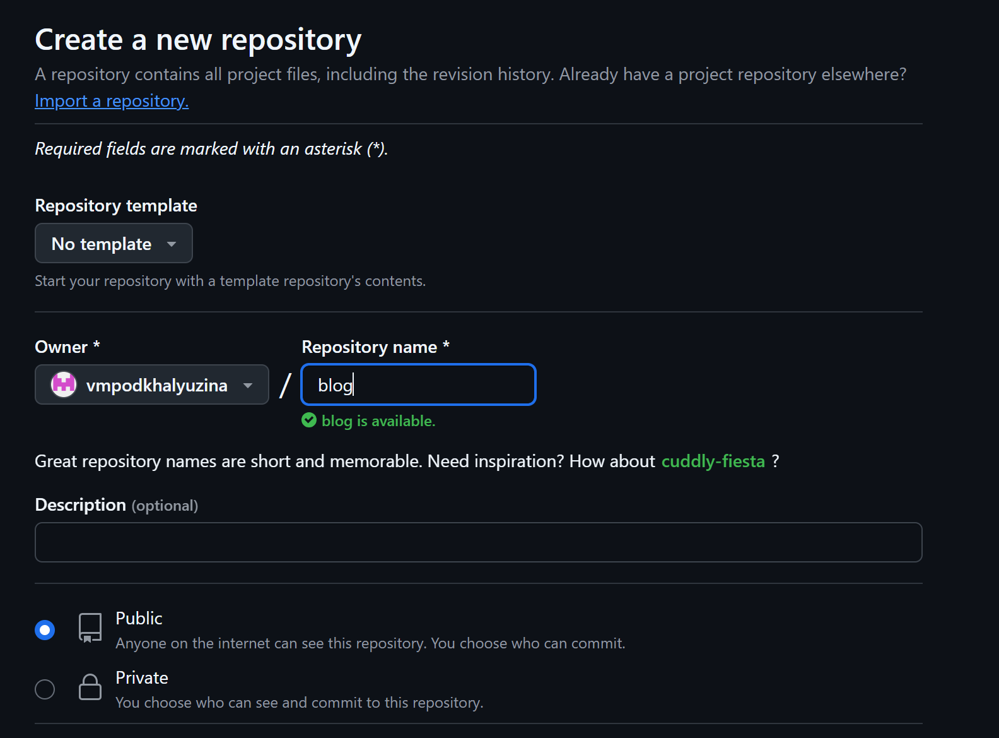 Create a new repository
A repository contains all project files, including the revision history. Already have a project repository elsewhere?
Import a repository.
Required fields are marked with an asterisk (*).
Repository template
No template
Start your repository with a template repository's contents.
Owner *
Repository name *
vmpodkhalyuzina
/
blog
blog is available.
Great repository names are short and memorable. Need inspiration? How about cuddly-fiesta ?
Description (optional)
Public
Anyone on the internet can see this repository. You choose who can commit.
Private
You choose who can see and commit to this repository.